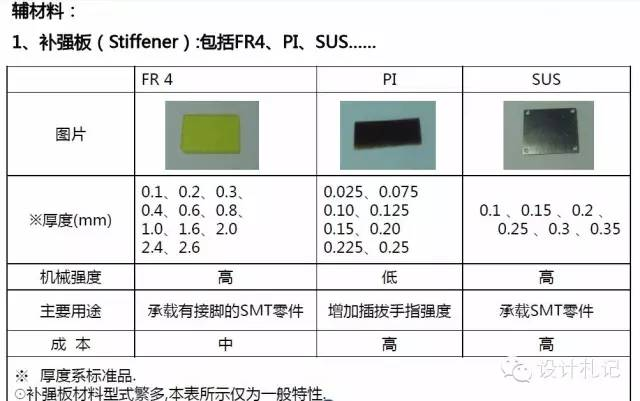 辅材料：
1、补强板（Stiffener）:包括FR4、PI、SUS......
FR 4 PI SUS
图片
※厚度(mm)
0.1、0.2、0.3、
0.4、0.6、0.8、
1.0、1.6、2.0
2.4、2.6
0.025、0.075
0.10、0.125
0.15、0.20
0.225、0.25
0.1 、0.15 、0.2 、
0.25 、0.3 、0.35
机械强度 高 低 高
主要用途 承载有接脚的SMT零件 增加插拔手指强度 承载SMT零件
成 本 中 高 高
※ 厚度系标准品.
⊙补强板材料型式繁多,本表所示仅为一般特性.
设计札记